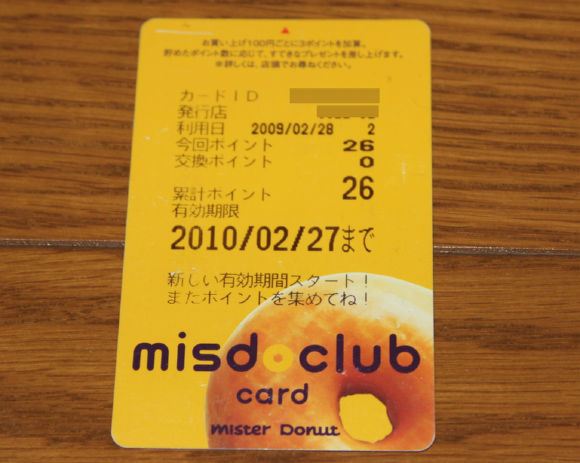 お買い上げ100円ごとに3ポイントを加算。
貯めたポイント数に応じて、すてきなプレゼントを差し上げます。
※詳しくは、店頭でお尋ねください。
カードID
発行店
利用日 2009/02/28 2
今回ポイント 26
交換ポイント 0
累計ポイント 26
有効期限
2010/02/27まで
新しい有効期間スタート!
またポイントを集めてね!
misdoclub
card
mister Donut